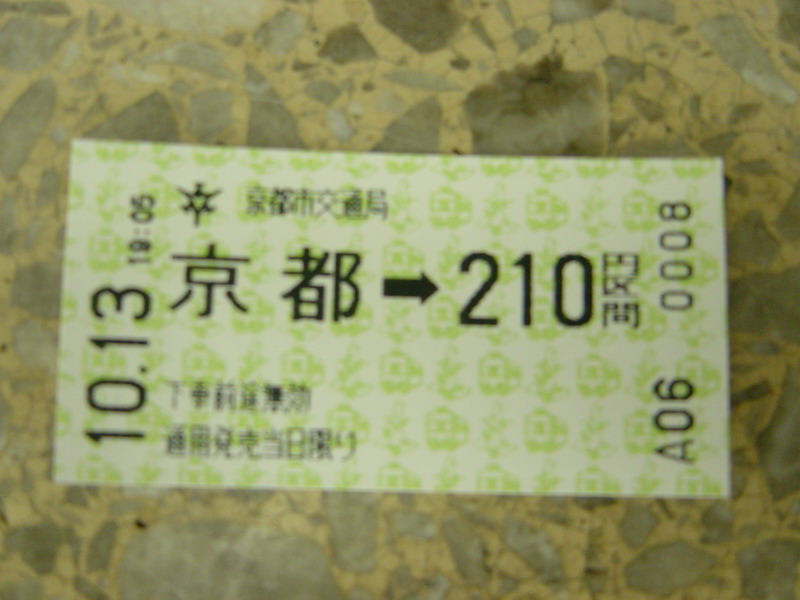 京都市交通局
京都➡210円区間
下車前途無効
通用発売当日限り
10.13 19:05
0008
A06